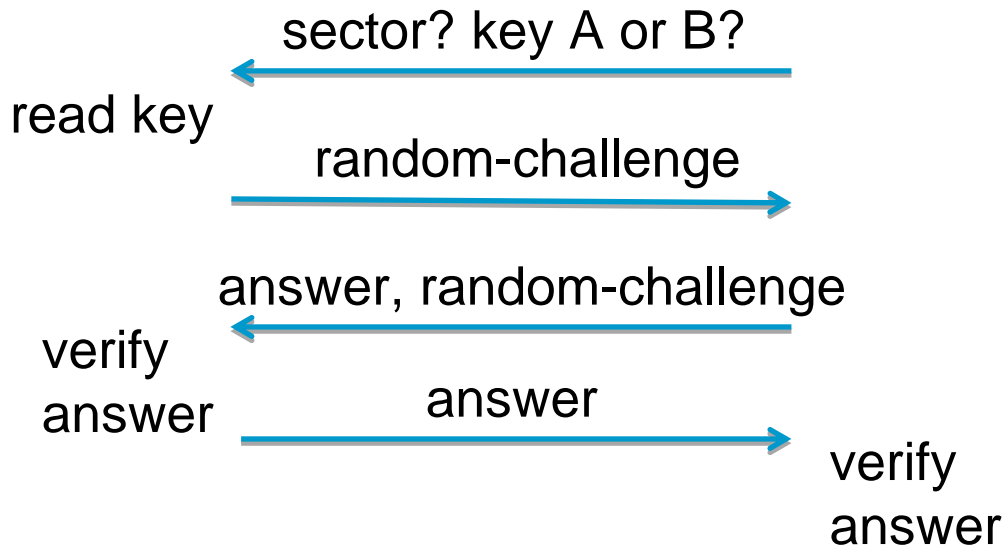 sector? key A or B?
read key
random-challenge
answer, random-challenge
verify
answer
answer
verify
answer